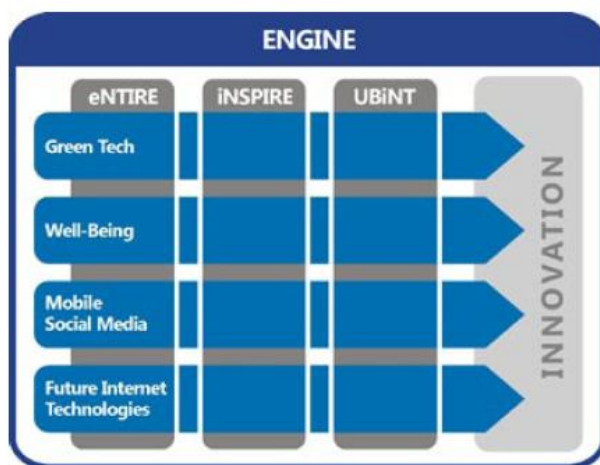 ENGINE
eNTIRE iNSPIRE UBiNT
Green Tech
Well-Being
Mobile
Social Media
Future Internet
Technologies
INNOVATION